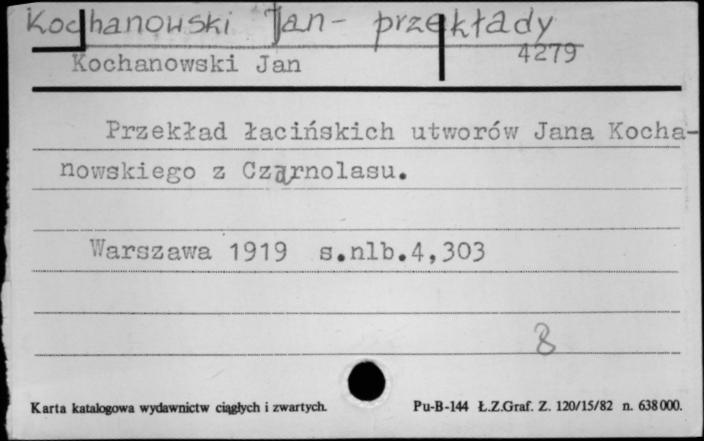 Kochanowski Jan - przekłady
4279
Kochanowski Jan
Przekład łacińskich utworów Jana Kocha-
nowskiego z Czarnolasu.
Warszawa 1919 s.nlb.4,303
8
Karta katalogowa wydawnictw ciągłych i zwartych. Pu-B-144 Ł.Z.Graf. Z. 120/15/82 n. 638000.